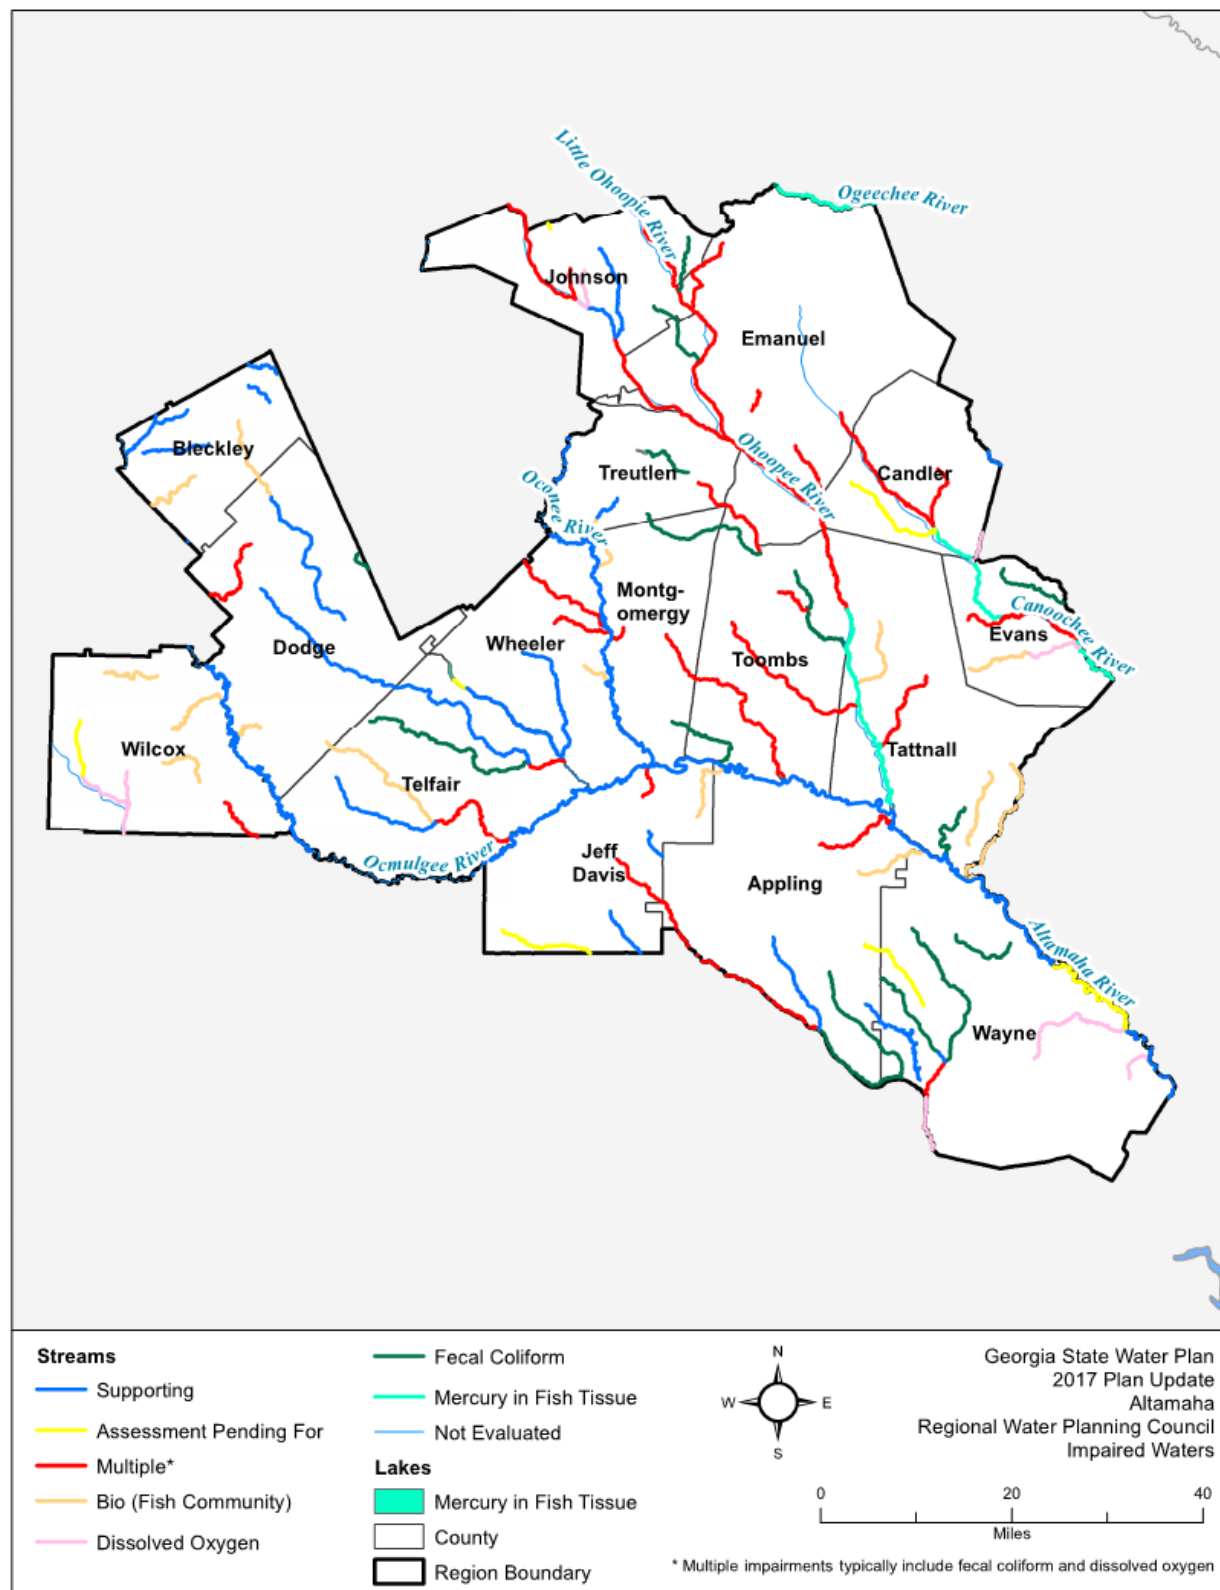 Little Ohoopie River
Ogeechee River
Johnson
Emanuel
Bleckley
Treutlen
Ohoopee River
Candler
Oconee River
Montg-
omergy
Evans
Canoochee River
Dodge
Wheeler
Toombs
Wilcox
Telfair
Tattnall
Ocmulgee River
Jeff
Davis
Appling
Altamaha River
Wayne
Streams
Supporting
Assessment Pending For
Multiple*
Bio (Fish Community)
Dissolved Oxygen
Fecal Coliform
Mercury in Fish Tissue
Not Evaluated
Lakes
Mercury in Fish Tissue
County
Region Boundary
N
W E
S
Georgia State Water Plan
2017 Plan Update
Altamaha
Regional Water Planning Council
Impaired Waters
0 20 40
Miles
* Multiple impairments typically include fecal coliform and dissolved oxygen